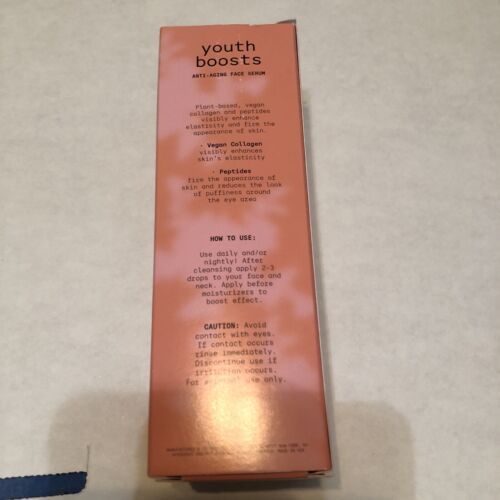 youth
boosts
ANTI-AGING FACE SERUM
Plant-based, vegan
collagen and peptides
visibly enhance
elasticity and firm the
appearance of skin.
· Vegan Collagen
visibly enhances
skin's elasticity
· Peptides
firm the appearance of
skin and reduces the look
of puffiness around
the eye area
HOW TO USE:
Use daily and/or
nightly! After
cleansing apply 2-3
drops to your face and
neck. Apply before
moisturizers to
boost effect.
CAUTION: Avoid
contact with eyes.
If contact occurs
rinse immediately.
Discontinue use if
irritation occurs.
For external use only.